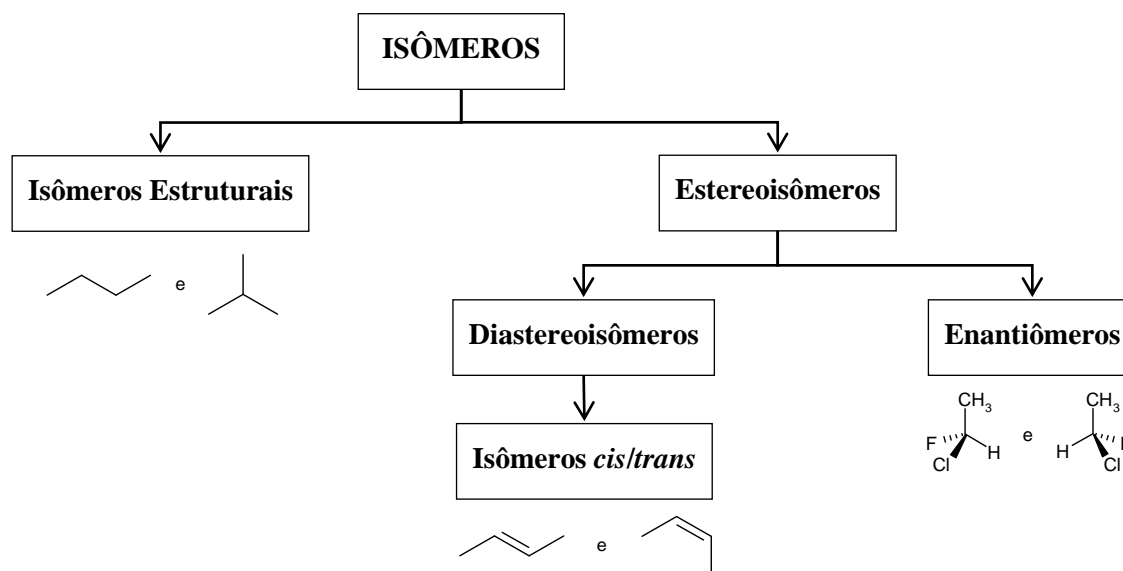 ISÔMEROS
Isômeros Estruturais
Estereoisômeros
e
Diastereoisômeros
Enantiômeros
Isômeros cis/trans
CH₃
F
Cl
H
e
CH₃
H
Cl
e